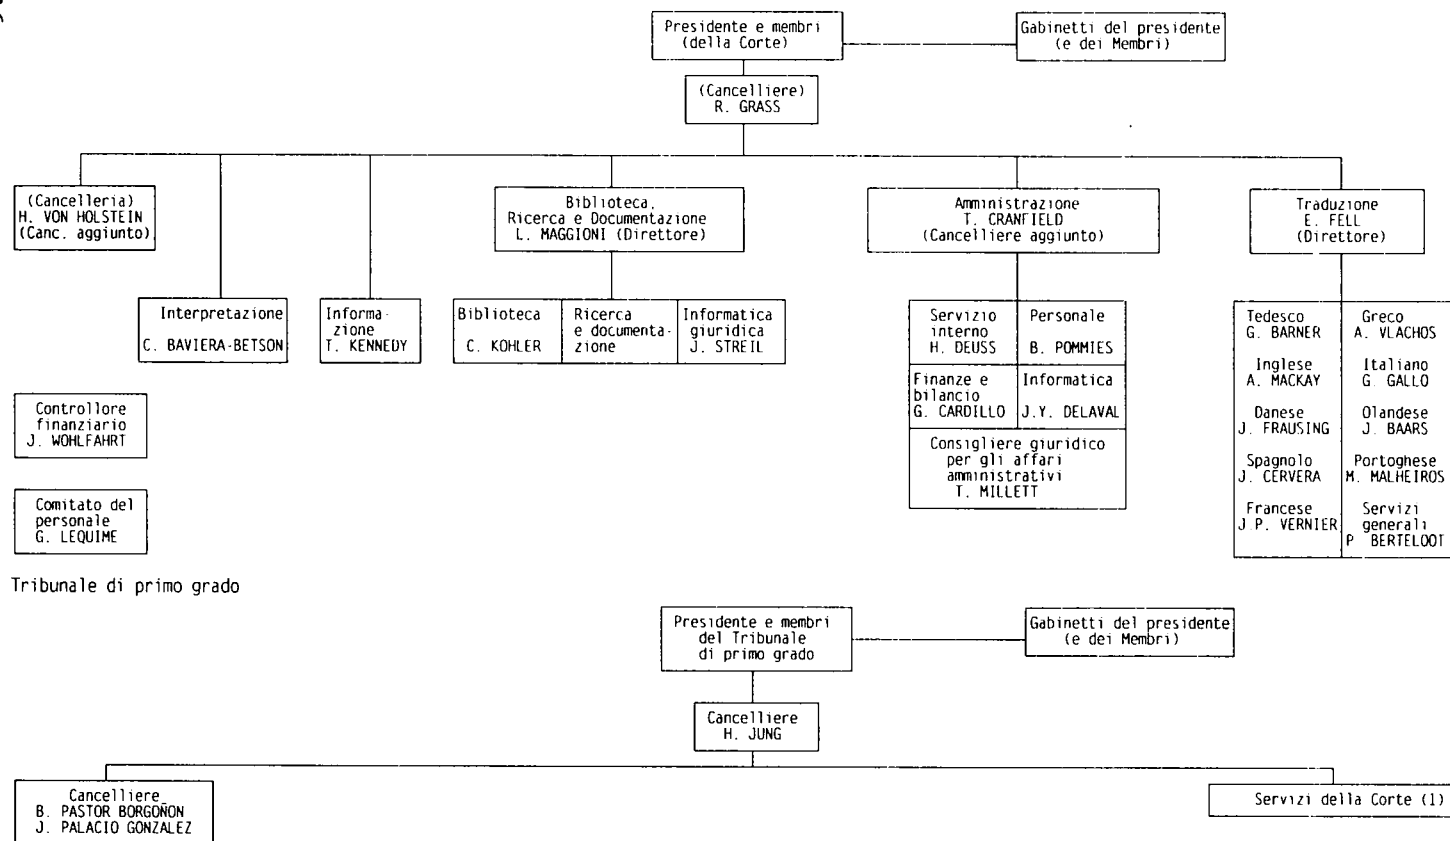 Presidente e membri
(della Corte)
Gabinetti del presidente
(e dei Membri)
(Cancelliere)
R. GRASS
(Cancelleria)
H. VON HOLSTEIN
(Canc. aggiunto)
Biblioteca,
Ricerca e Documentazione
L. MAGGIONI (Direttore)
Amministrazione
T. CRANFIELD
(Cancelliere aggiunto)
Traduzione
E. FELL
(Direttore)
Interpretazione
C. BAVIERA-BETSON
Informa-
zione
T. KENNEDY
Biblioteca
C. KOHLER
Ricerca
e documenta-
zione
Informatica
giuridica
J. STREIL
Servizio
interno
H. DEUSS
Personale
B. POMMIES
Finanze e
bilancio
G. CARDILLO
Informatica
J.Y. DELAVAL
Consigliere giuridico
per gli affari
amministrativi
T. MILLETT
Tedesco
G. BARNER
Greco
A. VLACHOS
Inglese
A. MACKAY
Italiano
G. GALLO
Danese
J. FRAUSING
Olandese
J. BAARS
Spagnolo
J. CERVERA
Portoghese
M. MALHEIROS
Francese
J P. VERNIER
Servizi
generali
P BERTELOOT
Controllore
finanziario
J. WOHLFAHRT
Comitato del
personale
G. LEQUIME
Tribunale di primo grado
Presidente e membri
del Tribunale
di primo grado
Gabinetti del presidente
(e dei Membri)
Cancelliere
H. JUNG
Cancelliere
B. PASTOR BORGOÑON
J. PALACIO GONZALEZ
Servizi della Corte (1)